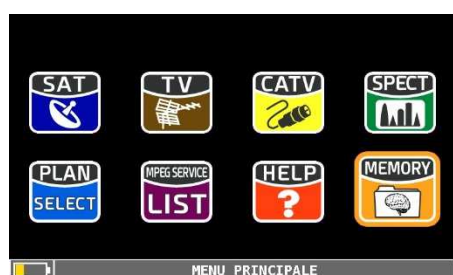 SAT TV CATV SPECT
PLAN SELECT MPEG SERVICE LIST HELP ? MEMORY
MENU PRINCIPALE